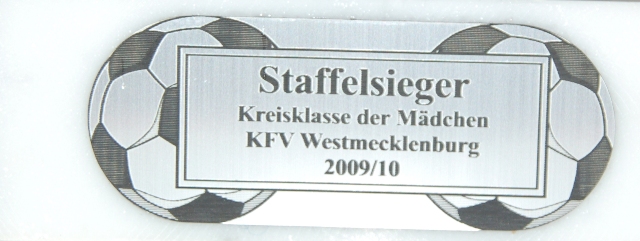 Staffelsieger
Kreisklasse der Mädchen
KFV Westmecklenburg
2009/10